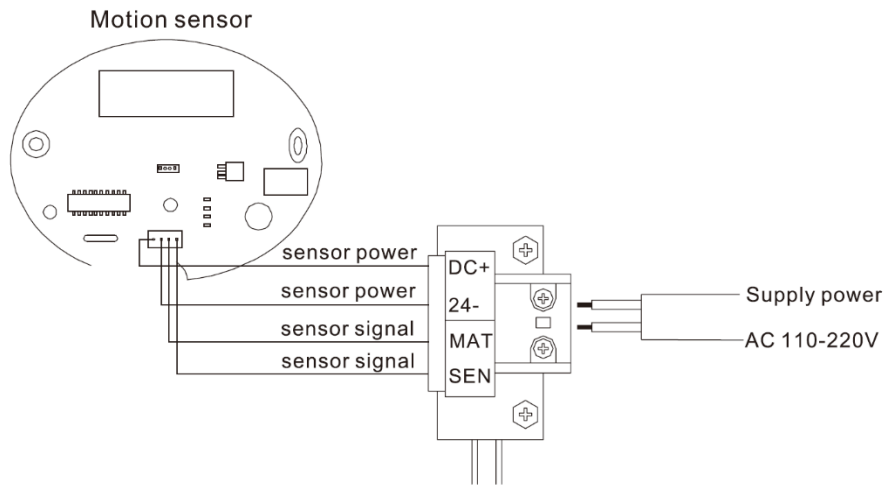 Motion sensor
sensor power
DC+
sensor power
24-
sensor signal
MAT
sensor signal
SEN
Supply power
AC 110-220V